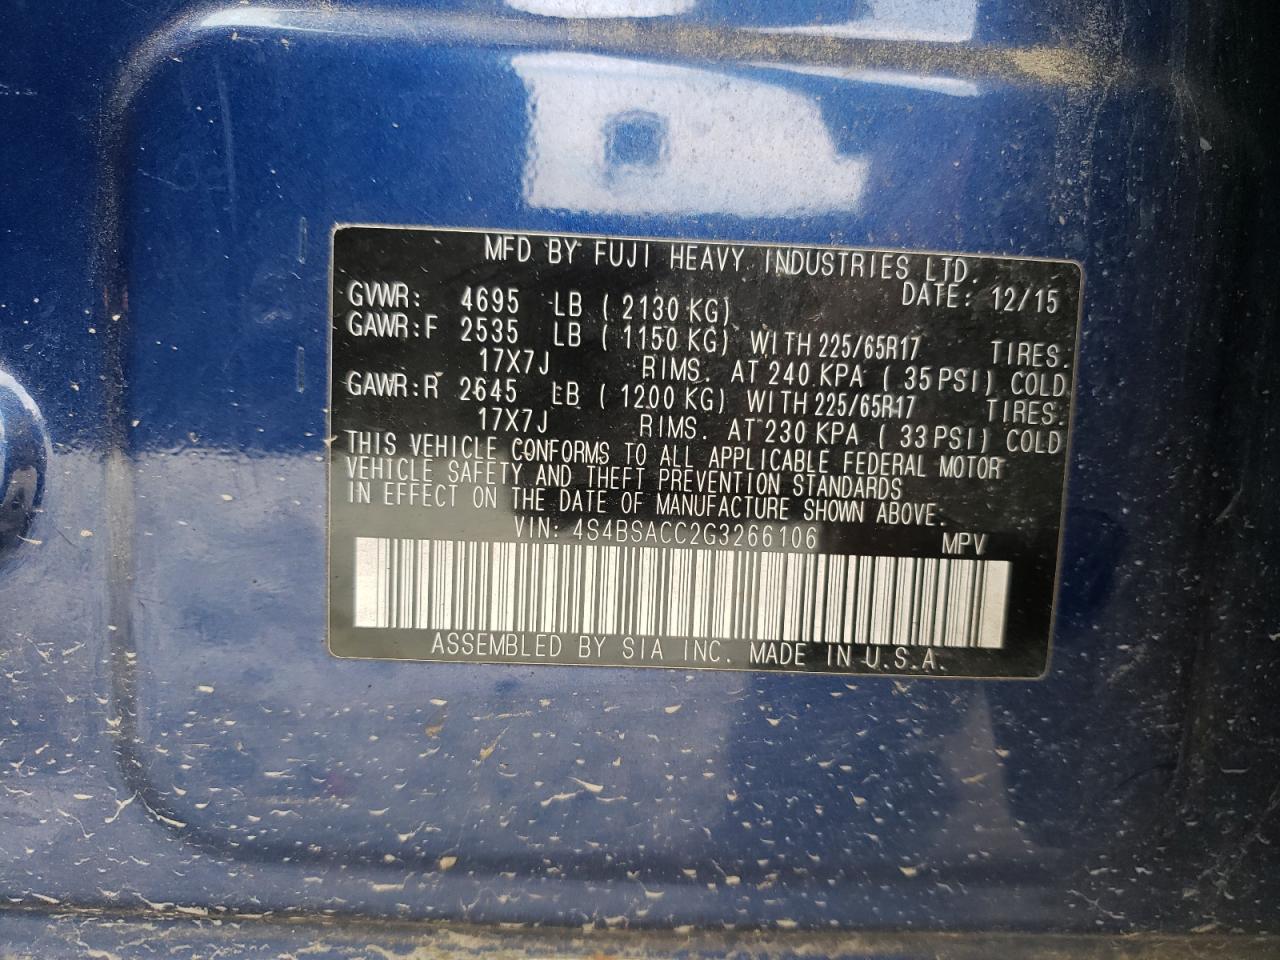 MFD BY FUJI HEAVY INDUSTRIES LTD.
DATE: 12/15
GVWR: 4695 LB ( 2130 KG)
GAWR:F 2535 LB ( 1150 KG) WITH 225/65R17 TIRES.
17X7J RIMS. AT 240 KPA ( 35 PSI) COLD
GAWR:R 2645 LB ( 1200 KG) WITH 225/65R17 TIRES.
17X7J RIMS. AT 230 KPA ( 33 PSI) COLD
THIS VEHICLE CONFORMS TO ALL APPLICABLE FEDERAL MOTOR
VEHICLE SAFETY AND THEFT PREVENTION STANDARDS
IN EFFECT ON THE DATE OF MANUFACTURE SHOWN ABOVE.
VIN: 4S4BSACC2G3266106 MPV
ASSEMBLED BY SIA INC. MADE IN U.S.A.